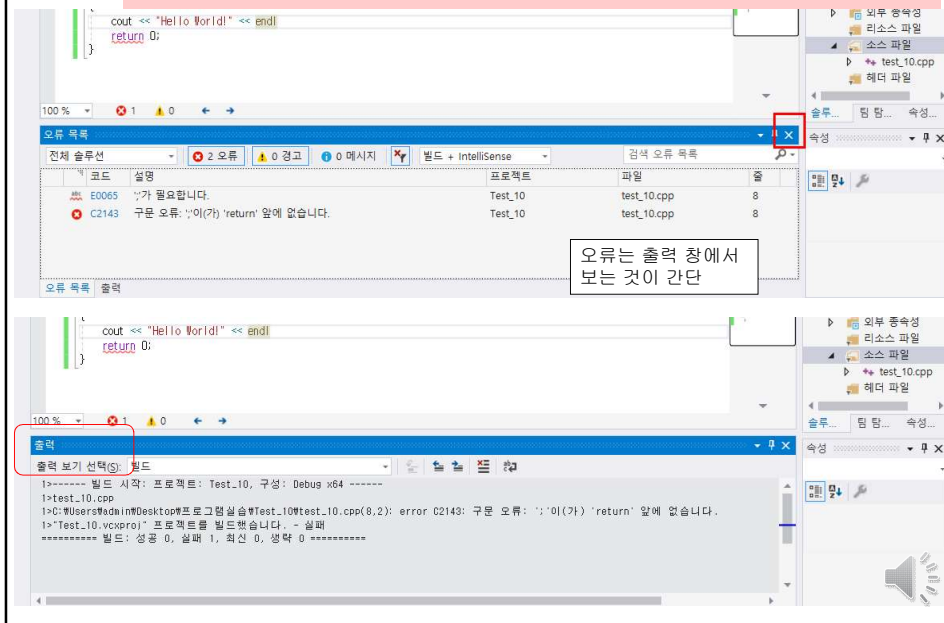 {
cout << "Hello World!" << endl
return 0;
}
외부 종속성
리소스 파일
소스 파일
test_10.cpp
헤더 파일
100 %
1
0
솔루...
팀 탐...
속성...
오류 목록
속성
전체 솔루션
2 오류
0 경고
0 메시지
빌드 + IntelliSense
검색 오류 목록
코드 설명 프로젝트 파일 줄
abc E0065 ';'가 필요합니다. Test_10 test_10.cpp 8
C2143 구문 오류: ';'이(가) 'return' 앞에 없습니다. Test_10 test_10.cpp 8
오류는 출력 창에서
보는 것이 간단
오류 목록 출력
{
cout << "Hello World!" << endl
return 0;
}
외부 종속성
리소스 파일
소스 파일
test_10.cpp
헤더 파일
100 %
1
0
솔루...
팀 탐...
속성...
출력
속성
출력 보기 선택(S): 빌드
1>------ 빌드 시작: 프로젝트: Test_10, 구성: Debug x64 ------
1>test_10.cpp
1>C:₩Users₩admin₩Desktop₩프로그램실습₩Test_10₩test_10.cpp(8,2): error C2143: 구문 오류: ';'이(가) 'return' 앞에 없습니다.
1>"Test_10.vcxproj" 프로젝트를 빌드했습니다. - 실패
========== 빌드: 성공 0, 실패 1, 최신 0, 생략 0 ==========